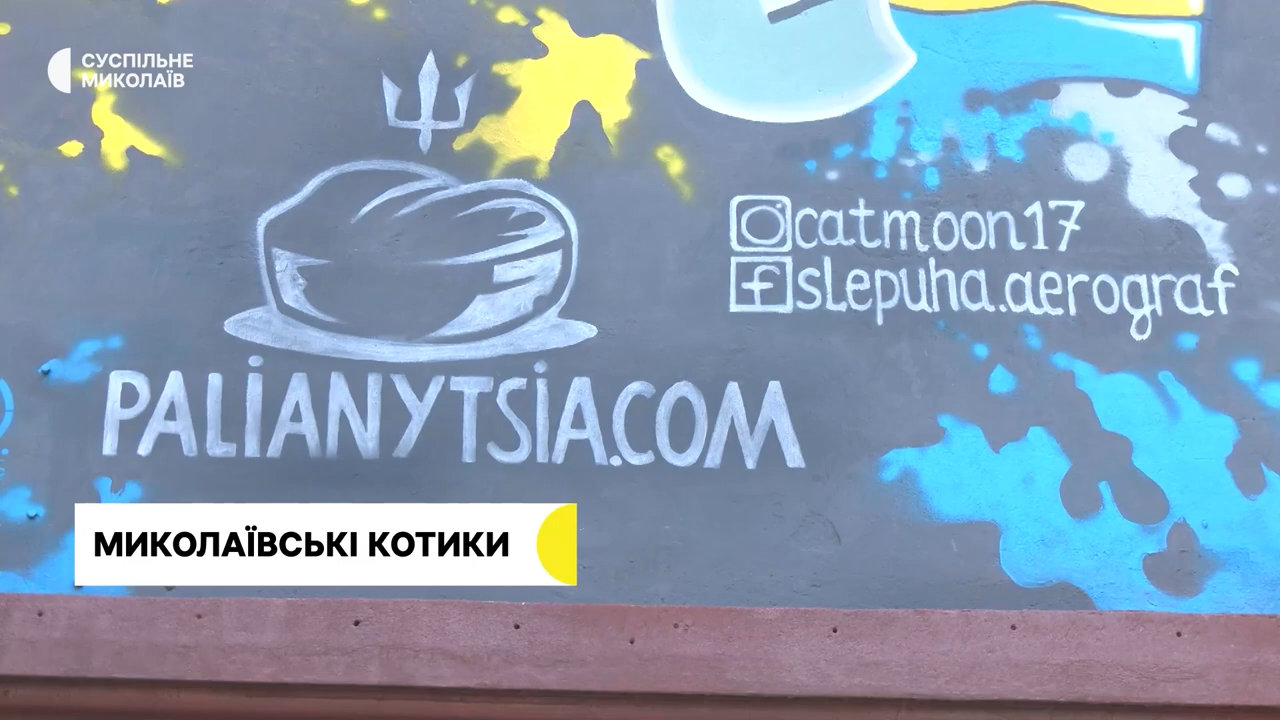 СУСПІЛЬНЕ
МИКОЛАЇВ
catmoon17
slepuha.aerograf
PALiANYTSiA.COM
МИКОЛАЇВСЬКІ КОТИКИ